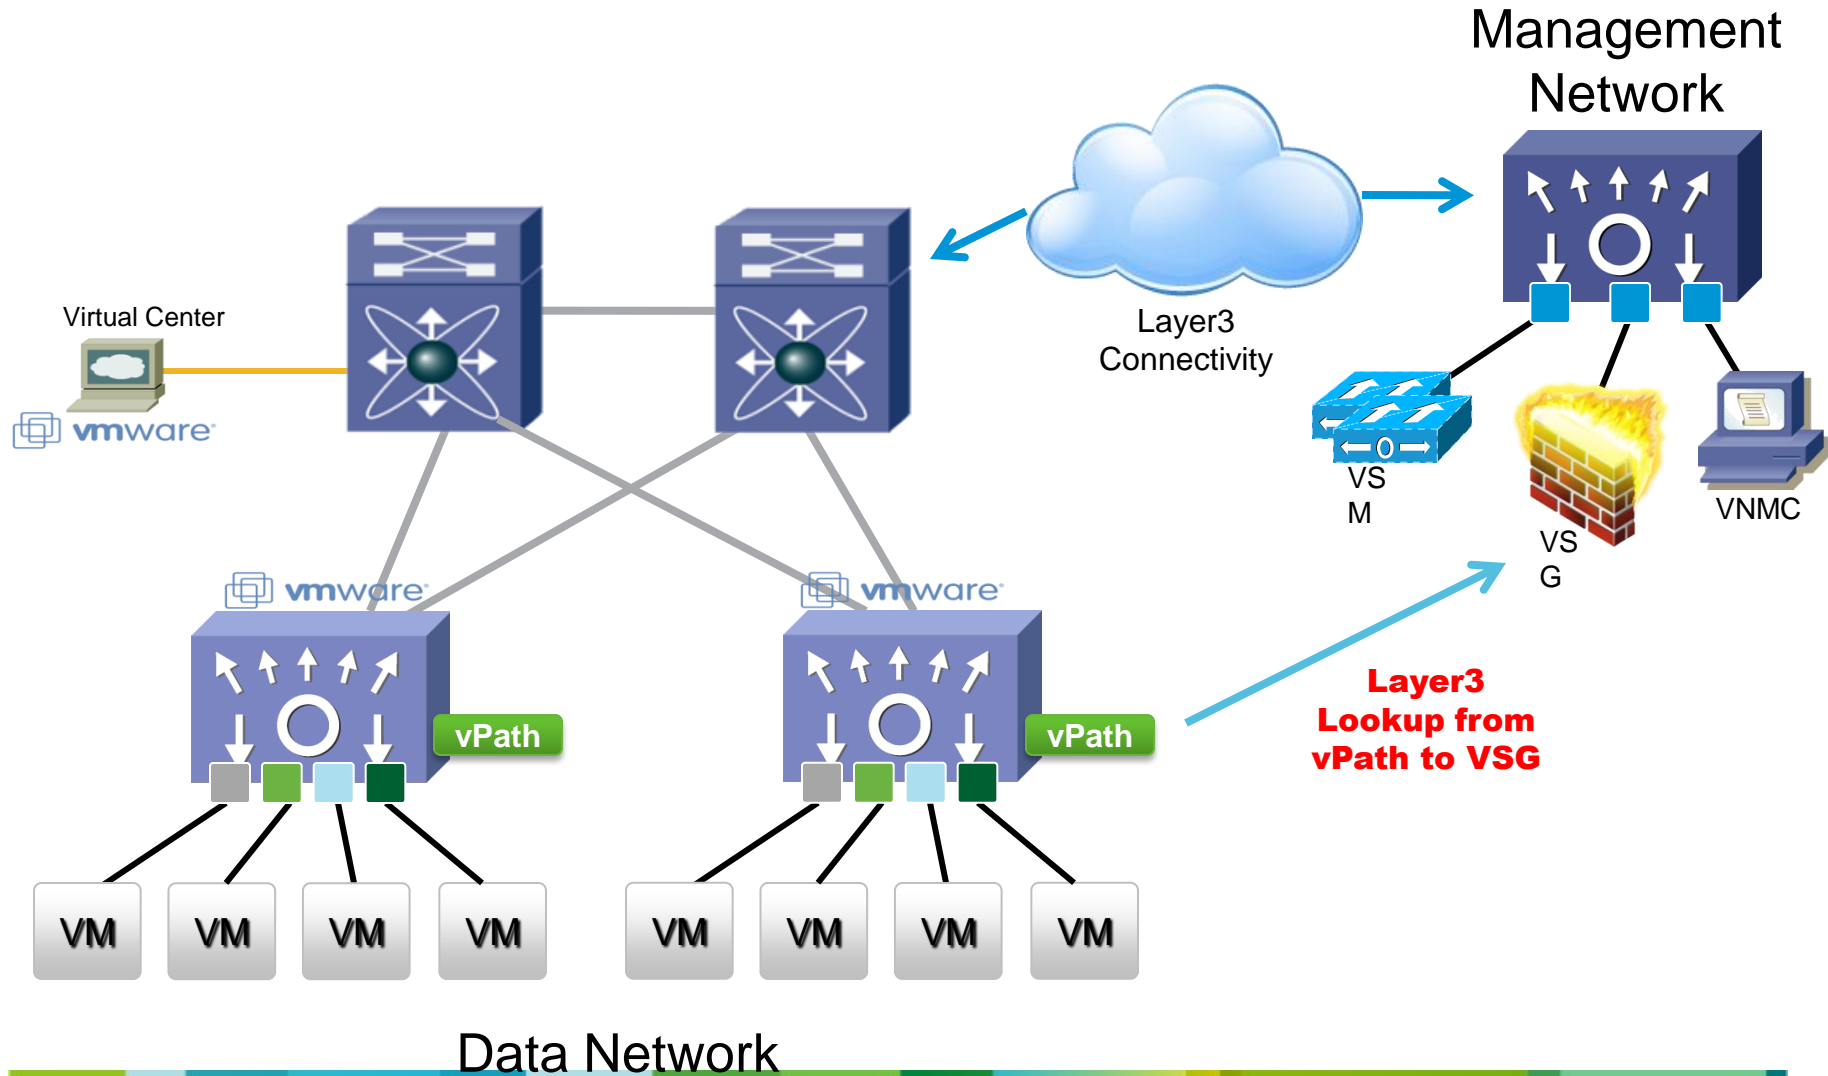 Management
Network
Layer3
Connectivity
Virtual Center
vmware
VS
M
VS
G
VNMC
vmware
vmware
vPath
vPath
Layer3
Lookup from
vPath to VSG
VM
VM
VM
VM
VM
VM
VM
VM
Data Network